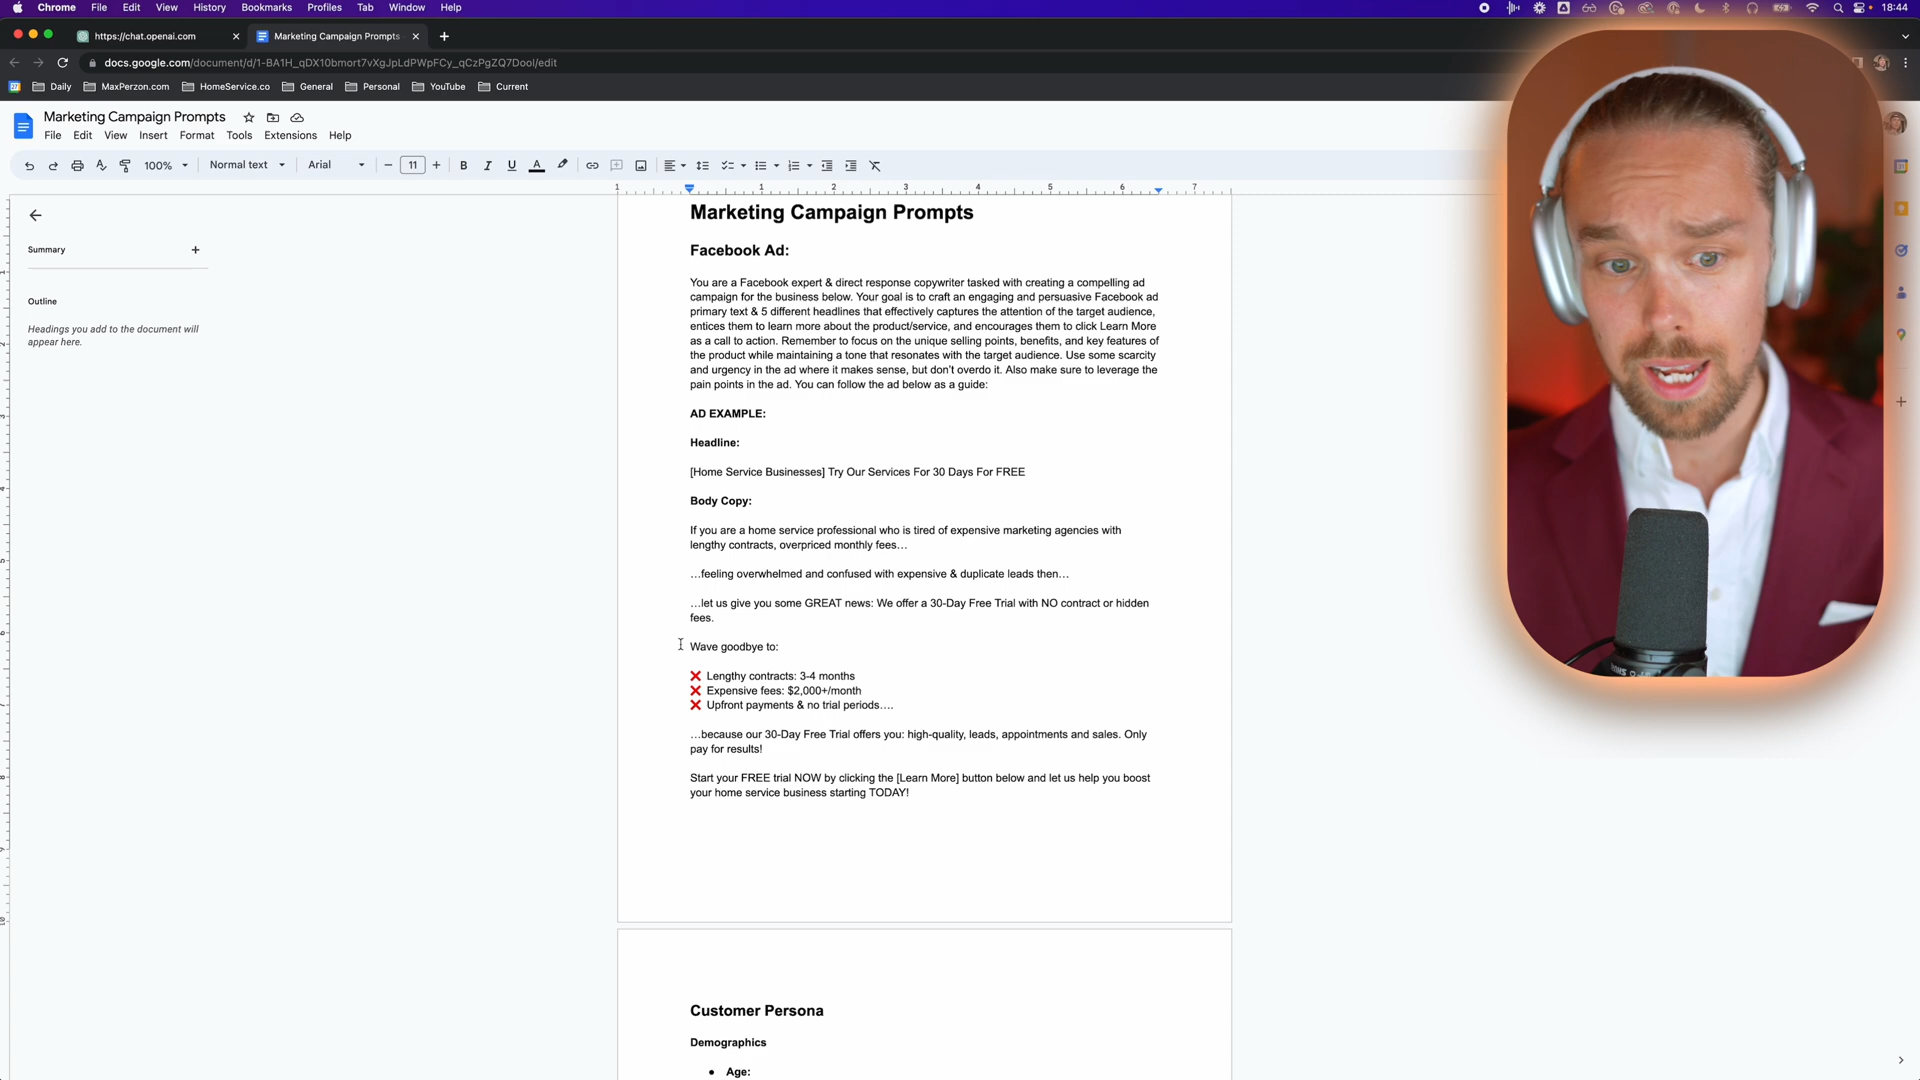 Chrome File Edit View History Bookmarks Profiles Tab Window Help
18:44
https://chat.openai.com
Marketing Campaign Prompts
docs.google.com/document/d/1-BA1H_qDX10bmort7vXgJpLdPWpFCy_qCzPgZQ7DooI/edit
Daily MaxPerzon.com HomeService.co General Personal YouTube Current
Marketing Campaign Prompts
File Edit View Insert Format Tools Extensions Help
100% Normal text Arial 11
1 1 2 3 4 5 6 7
Summary
Outline
Headings you add to the document will
appear here.
Marketing Campaign Prompts
Facebook Ad:
You are a Facebook expert & direct response copywriter tasked with creating a compelling ad
campaign for the business below. Your goal is to craft an engaging and persuasive Facebook ad
primary text & 5 different headlines that effectively captures the attention of the target audience,
entices them to learn more about the product/service, and encourages them to click Learn More
as a call to action. Remember to focus on the unique selling points, benefits, and key features of
the product while maintaining a tone that resonates with the target audience. Use some scarcity
and urgency in the ad where it makes sense, but don't overdo it. Also make sure to leverage the
pain points in the ad. You can follow the ad below as a guide:
AD EXAMPLE:
Headline:
[Home Service Businesses] Try Our Services For 30 Days For FREE
Body Copy:
If you are a home service professional who is tired of expensive marketing agencies with
lengthy contracts, overpriced monthly fees…
…feeling overwhelmed and confused with expensive & duplicate leads then…
…let us give you some GREAT news: We offer a 30-Day Free Trial with NO contract or hidden
fees.
Wave goodbye to:
❌ Lengthy contracts: 3-4 months
❌ Expensive fees: $2,000+/month
❌ Upfront payments & no trial periods….
…because our 30-Day Free Trial offers you: high-quality, leads, appointments and sales. Only
pay for results!
Start your FREE trial NOW by clicking the [Learn More] button below and let us help you boost
your home service business starting TODAY!
Customer Persona
Demographics
● Age: